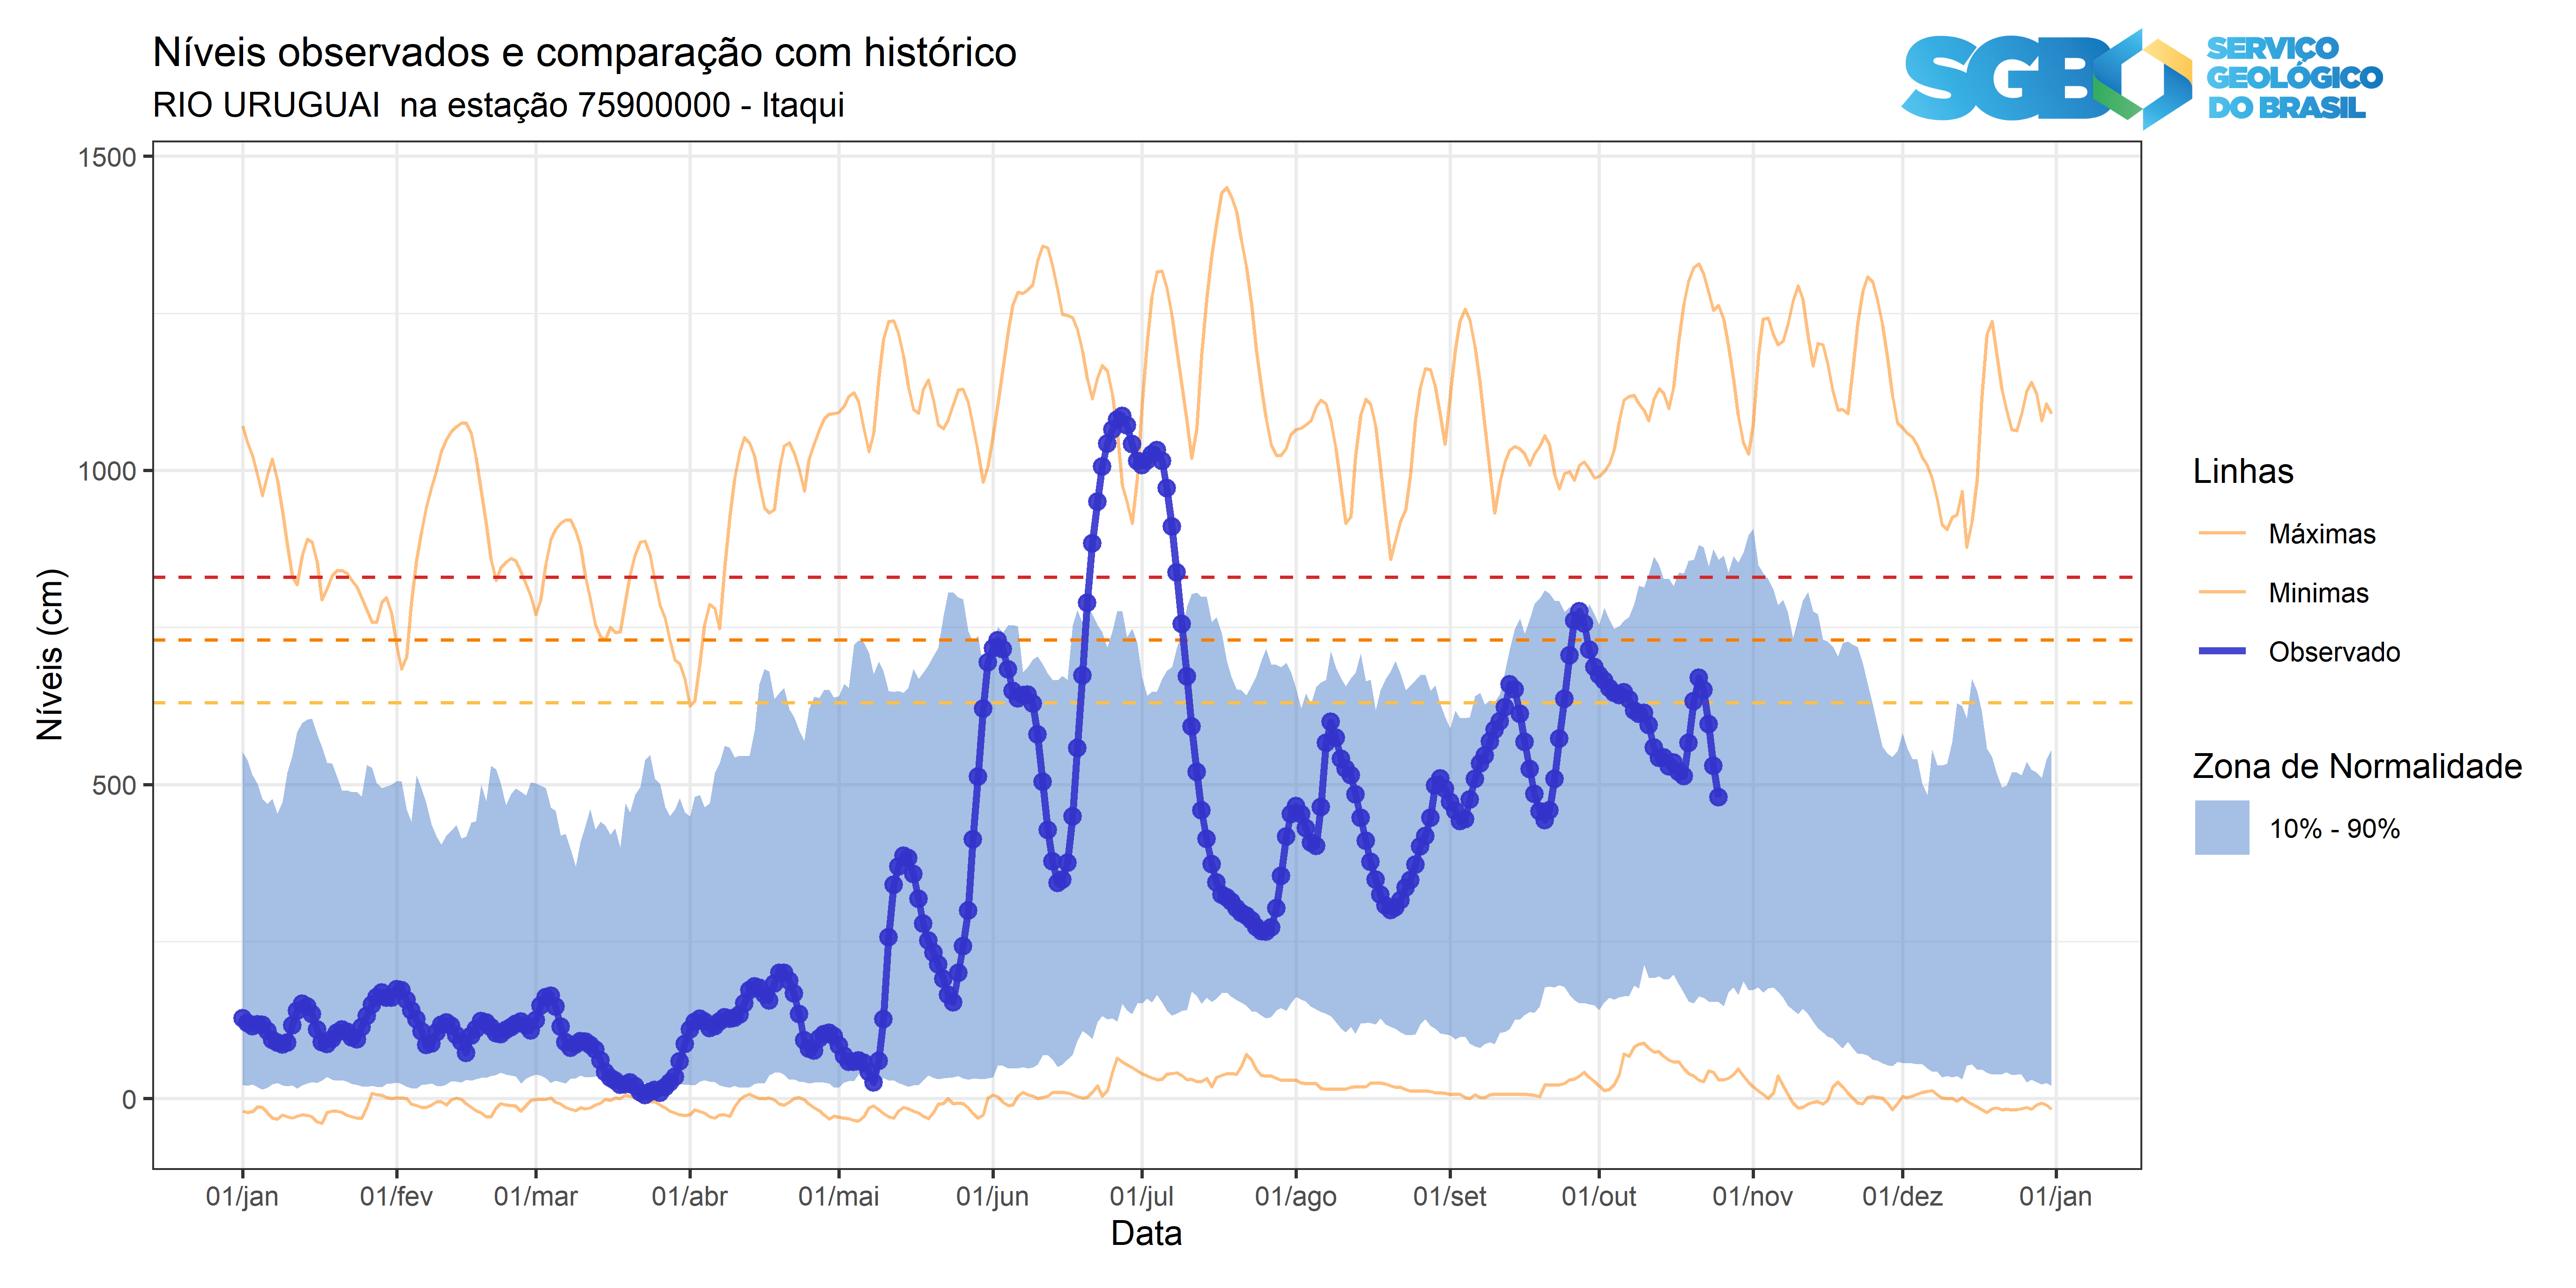 Níveis observados e comparação com histórico
RIO URUGUAI  na estação 75900000 - Itaqui
SGB
SERVIÇO
GEOLÓGICO
DO BRASIL
Níveis (cm)
1500
1000
500
0
01/jan 01/fev 01/mar 01/abr 01/mai 01/jun 01/jul 01/ago 01/set 01/out 01/nov 01/dez 01/jan
Data
Linhas
Máximas
Minimas
Observado
Zona de Normalidade
10% - 90%